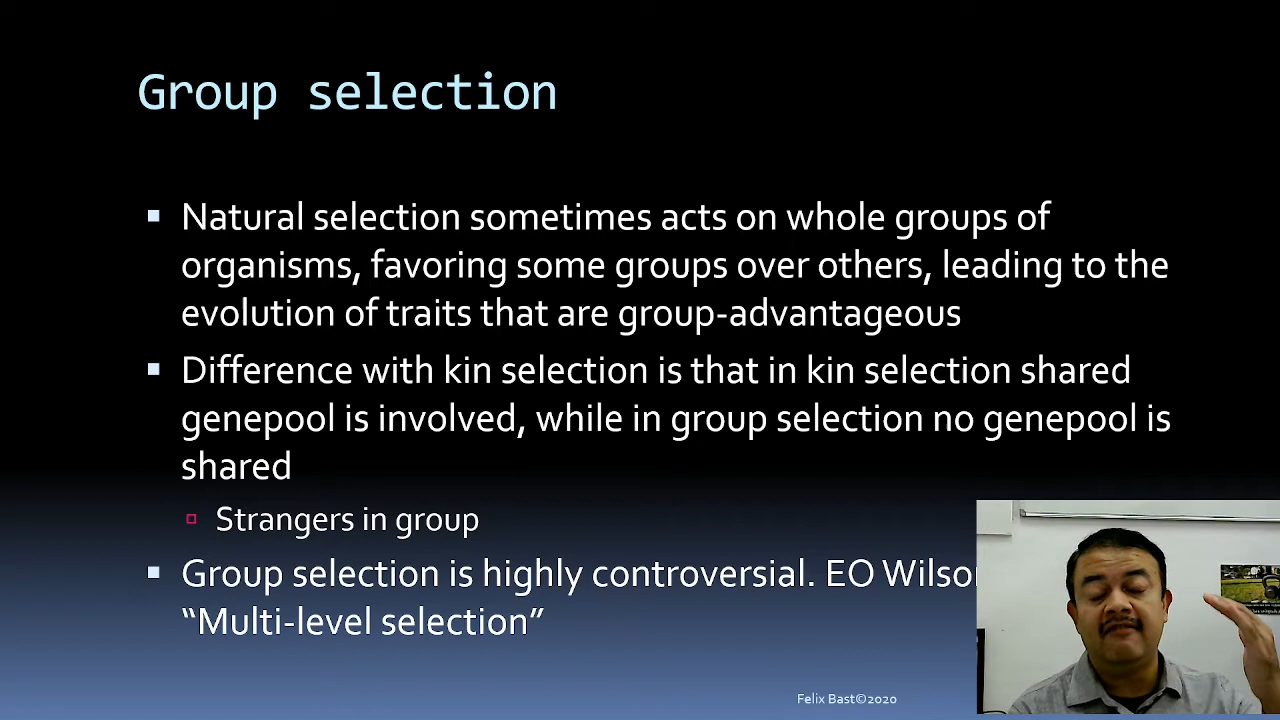 Group selection
Natural selection sometimes acts on whole groups of
organisms, favoring some groups over others, leading to the
evolution of traits that are group-advantageous
Difference with kin selection is that in kin selection shared
genepool is involved, while in group selection no genepool is
shared
Strangers in group
Group selection is highly controversial. EO Wilson
“Multi-level selection”
Felix Bast©2020